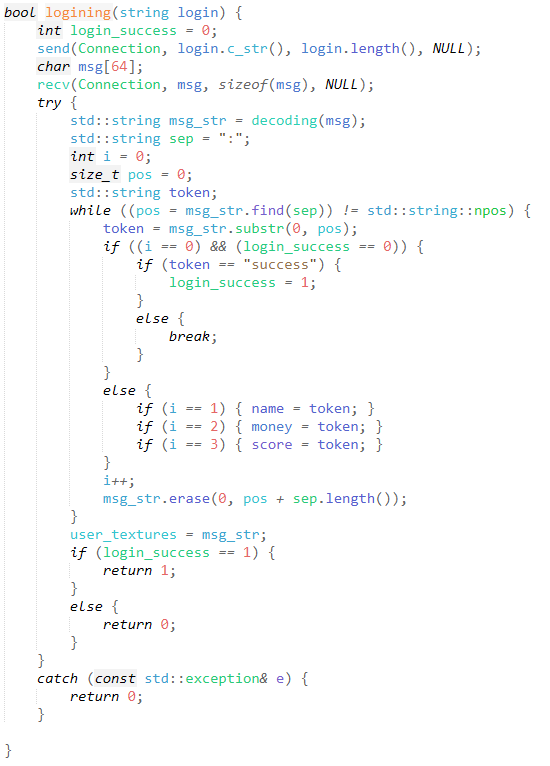 bool logining(string login) {
    int login_success = 0;
    send(Connection, login.c_str(), login.length(), NULL);
    char msg[64];
    recv(Connection, msg, sizeof(msg), NULL);
    try {
        std::string msg_str = decoding(msg);
        std::string sep = ":";
        int i = 0;
        size_t pos = 0;
        std::string token;
        while ((pos = msg_str.find(sep)) != std::string::npos) {
            token = msg_str.substr(0, pos);
            if ((i == 0) && (login_success == 0)) {
                if (token == "success") {
                    login_success = 1;
                }
                else {
                    break;
                }
            }
            else {
                if (i == 1) { name = token; }
                if (i == 2) { money = token; }
                if (i == 3) { score = token; }
            }
            i++;
            msg_str.erase(0, pos + sep.length());
        }
        user_textures = msg_str;
        if (login_success == 1) {
            return 1;
        }
        else {
            return 0;
        }
    }
    catch (const std::exception& e) {
        return 0;
    }
}